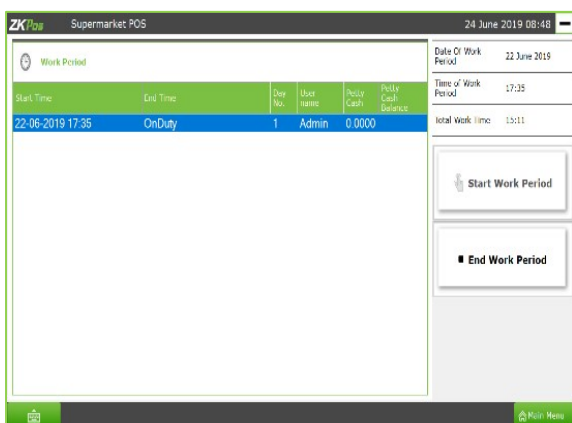 ZKPos Supermarket POS 24 June 2019 08:48
Work Period
Start Time End Time Day No. User name Petty Cash Petty Cash Balance
22-06-2019 17:35 OnDuty 1 Admin 0.0000
Date Of Work Period 22 June 2019
Time of Work Period 17:35
Total Work Time 15:11
Start Work Period
End Work Period
Main Menu